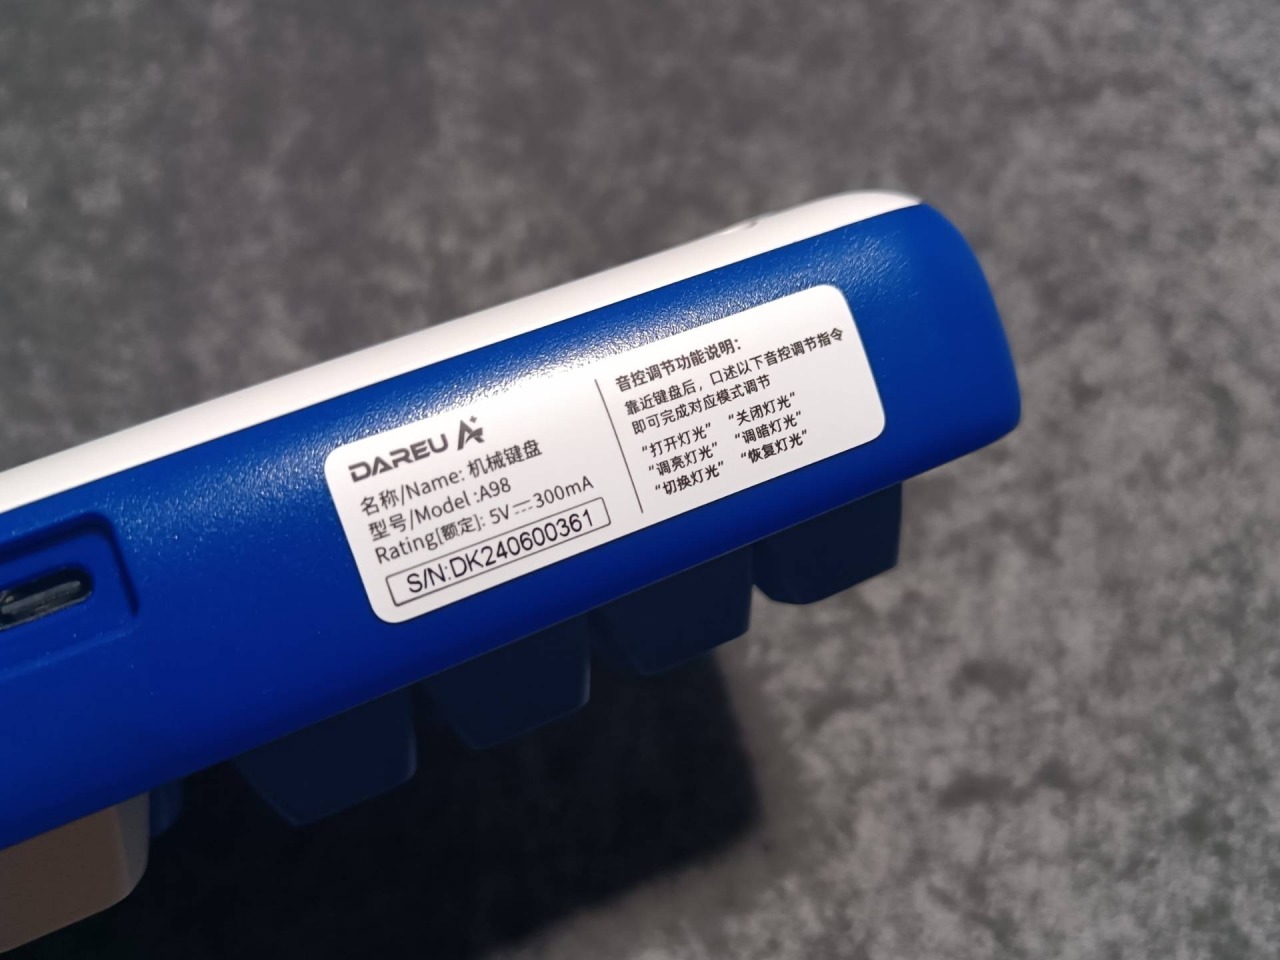 DAREU A+
名称/Name: 机械键盘
型号/Model :A98
Rating[额定]: 5V⎓300mA
S/N:DK240600361
音控调节功能说明：
靠近键盘后，口述以下音控调节指令
即可完成对应模式调节
“打开灯光” “关闭灯光”
“调亮灯光” “调暗灯光”
“切换灯光” “恢复灯光”